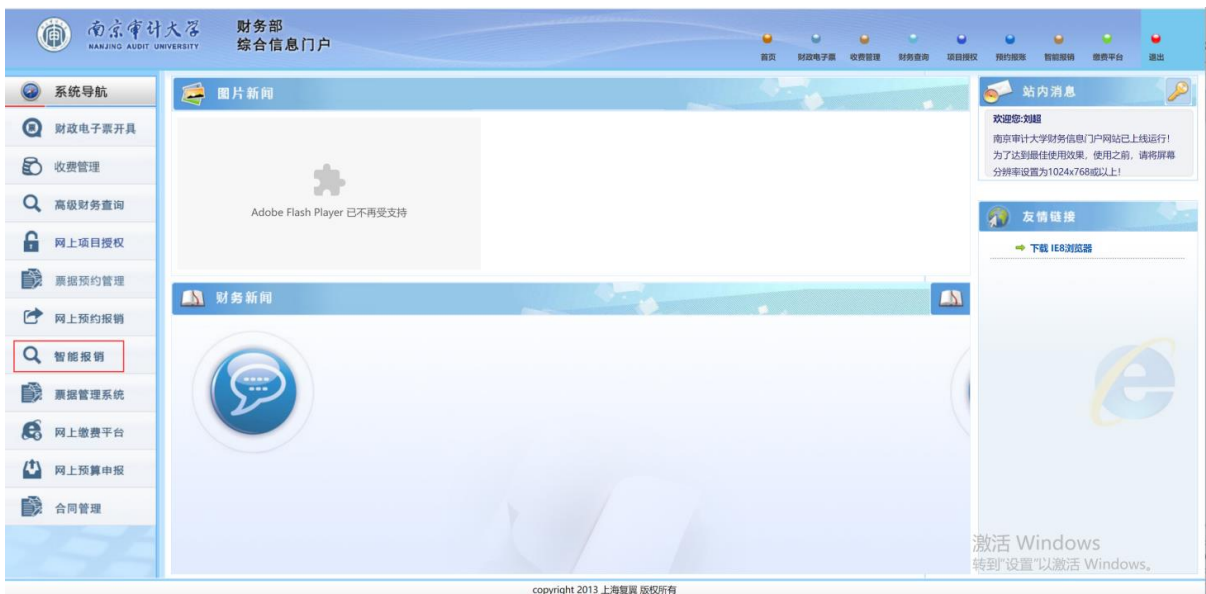 南京审计大学
NANJING AUDIT UNIVERSITY
财务部
综合信息门户
首页 财政电子票 收费管理 财务查询 项目授权 预约报账 智能报销 缴费平台 退出
系统导航
财政电子票开具
收费管理
高级财务查询
网上项目授权
票据预约管理
网上预约报销
智能报销
票据管理系统
网上缴费平台
网上预算申报
合同管理
图片新闻
Adobe Flash Player 已不再受支持
财务新闻
站内消息
欢迎您:刘超
南京审计大学财务信息门户网站已上线运行!
为了达到最佳使用效果，使用之前，请将屏幕
分辨率设置为1024x768或以上!
友情链接
下载 IE8浏览器
激活 Windows
转到"设置"以激活 Windows。
copyright 2013 上海复翼 版权所有